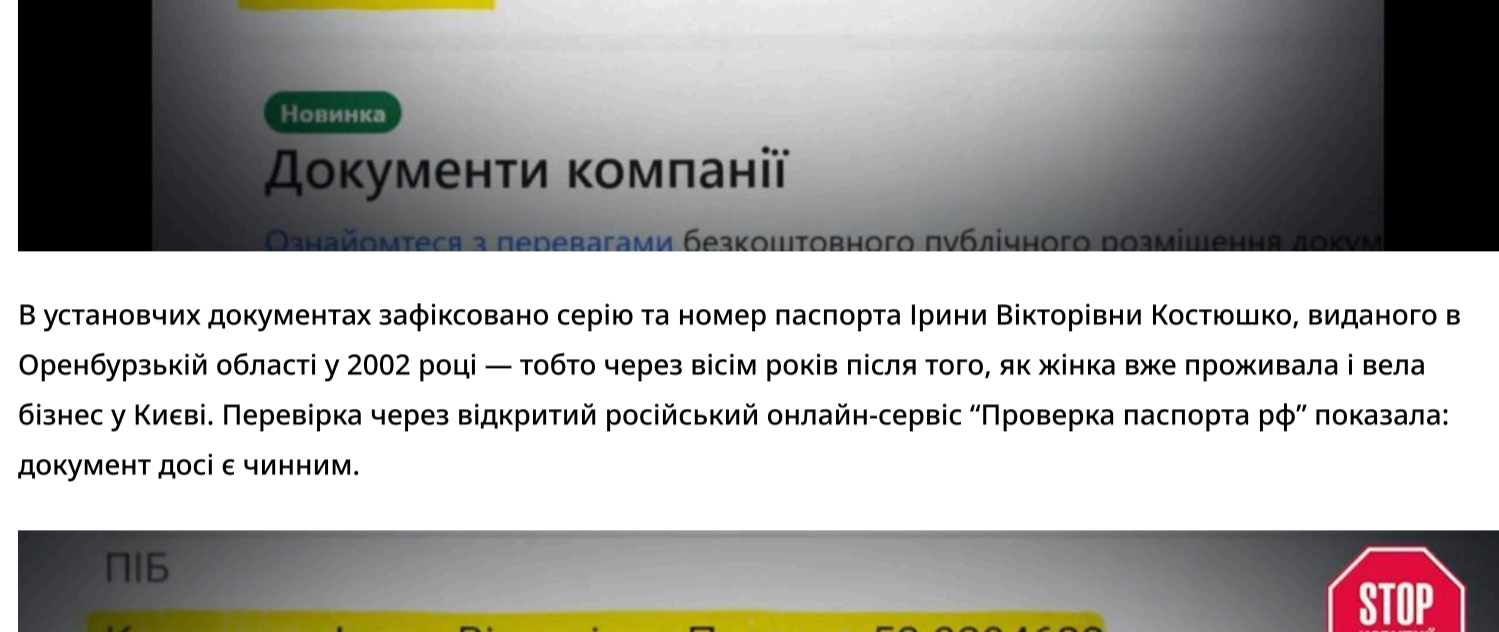 Новинка
Документи компанії
Ознайомтеся з перевагами безкоштовного публічного розміщення докум
В установчих документах зафіксовано серію та номер паспорта Ірини Вікторівни Костюшко, виданого в
Оренбурзькій області у 2002 році — тобто через вісім років після того, як жінка вже проживала і вела
бізнес у Києві. Перевірка через відкритий російський онлайн-сервіс “Проверка паспорта рф” показала:
документ досі є чинним.
ПІБ
STOP